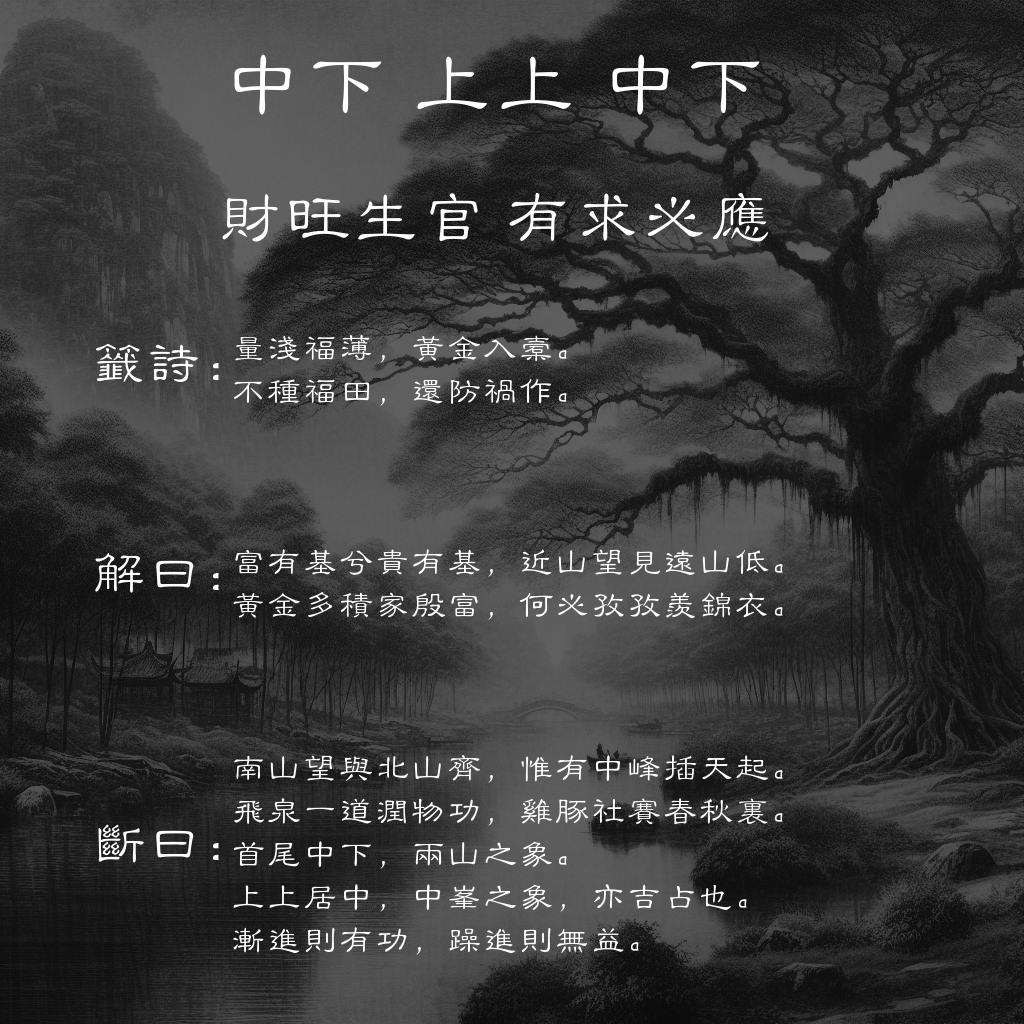 中下 上上 中下
財旺生官 有求必應
籤詩：
量淺福薄，黃金入橐。
不種福田，還防禍作。
解曰：
富有基兮貴有基，近山望見遠山低。
黃金多積家殷富，何必孜孜羨錦衣。
斷曰：
南山望與北山齊，惟有中峰插天起。
飛泉一道潤物功，雞豚社賽春秋裏。
首尾中下，兩山之象。
上上居中，中峯之象，亦吉占也。
漸進則有功，躁進則無益。